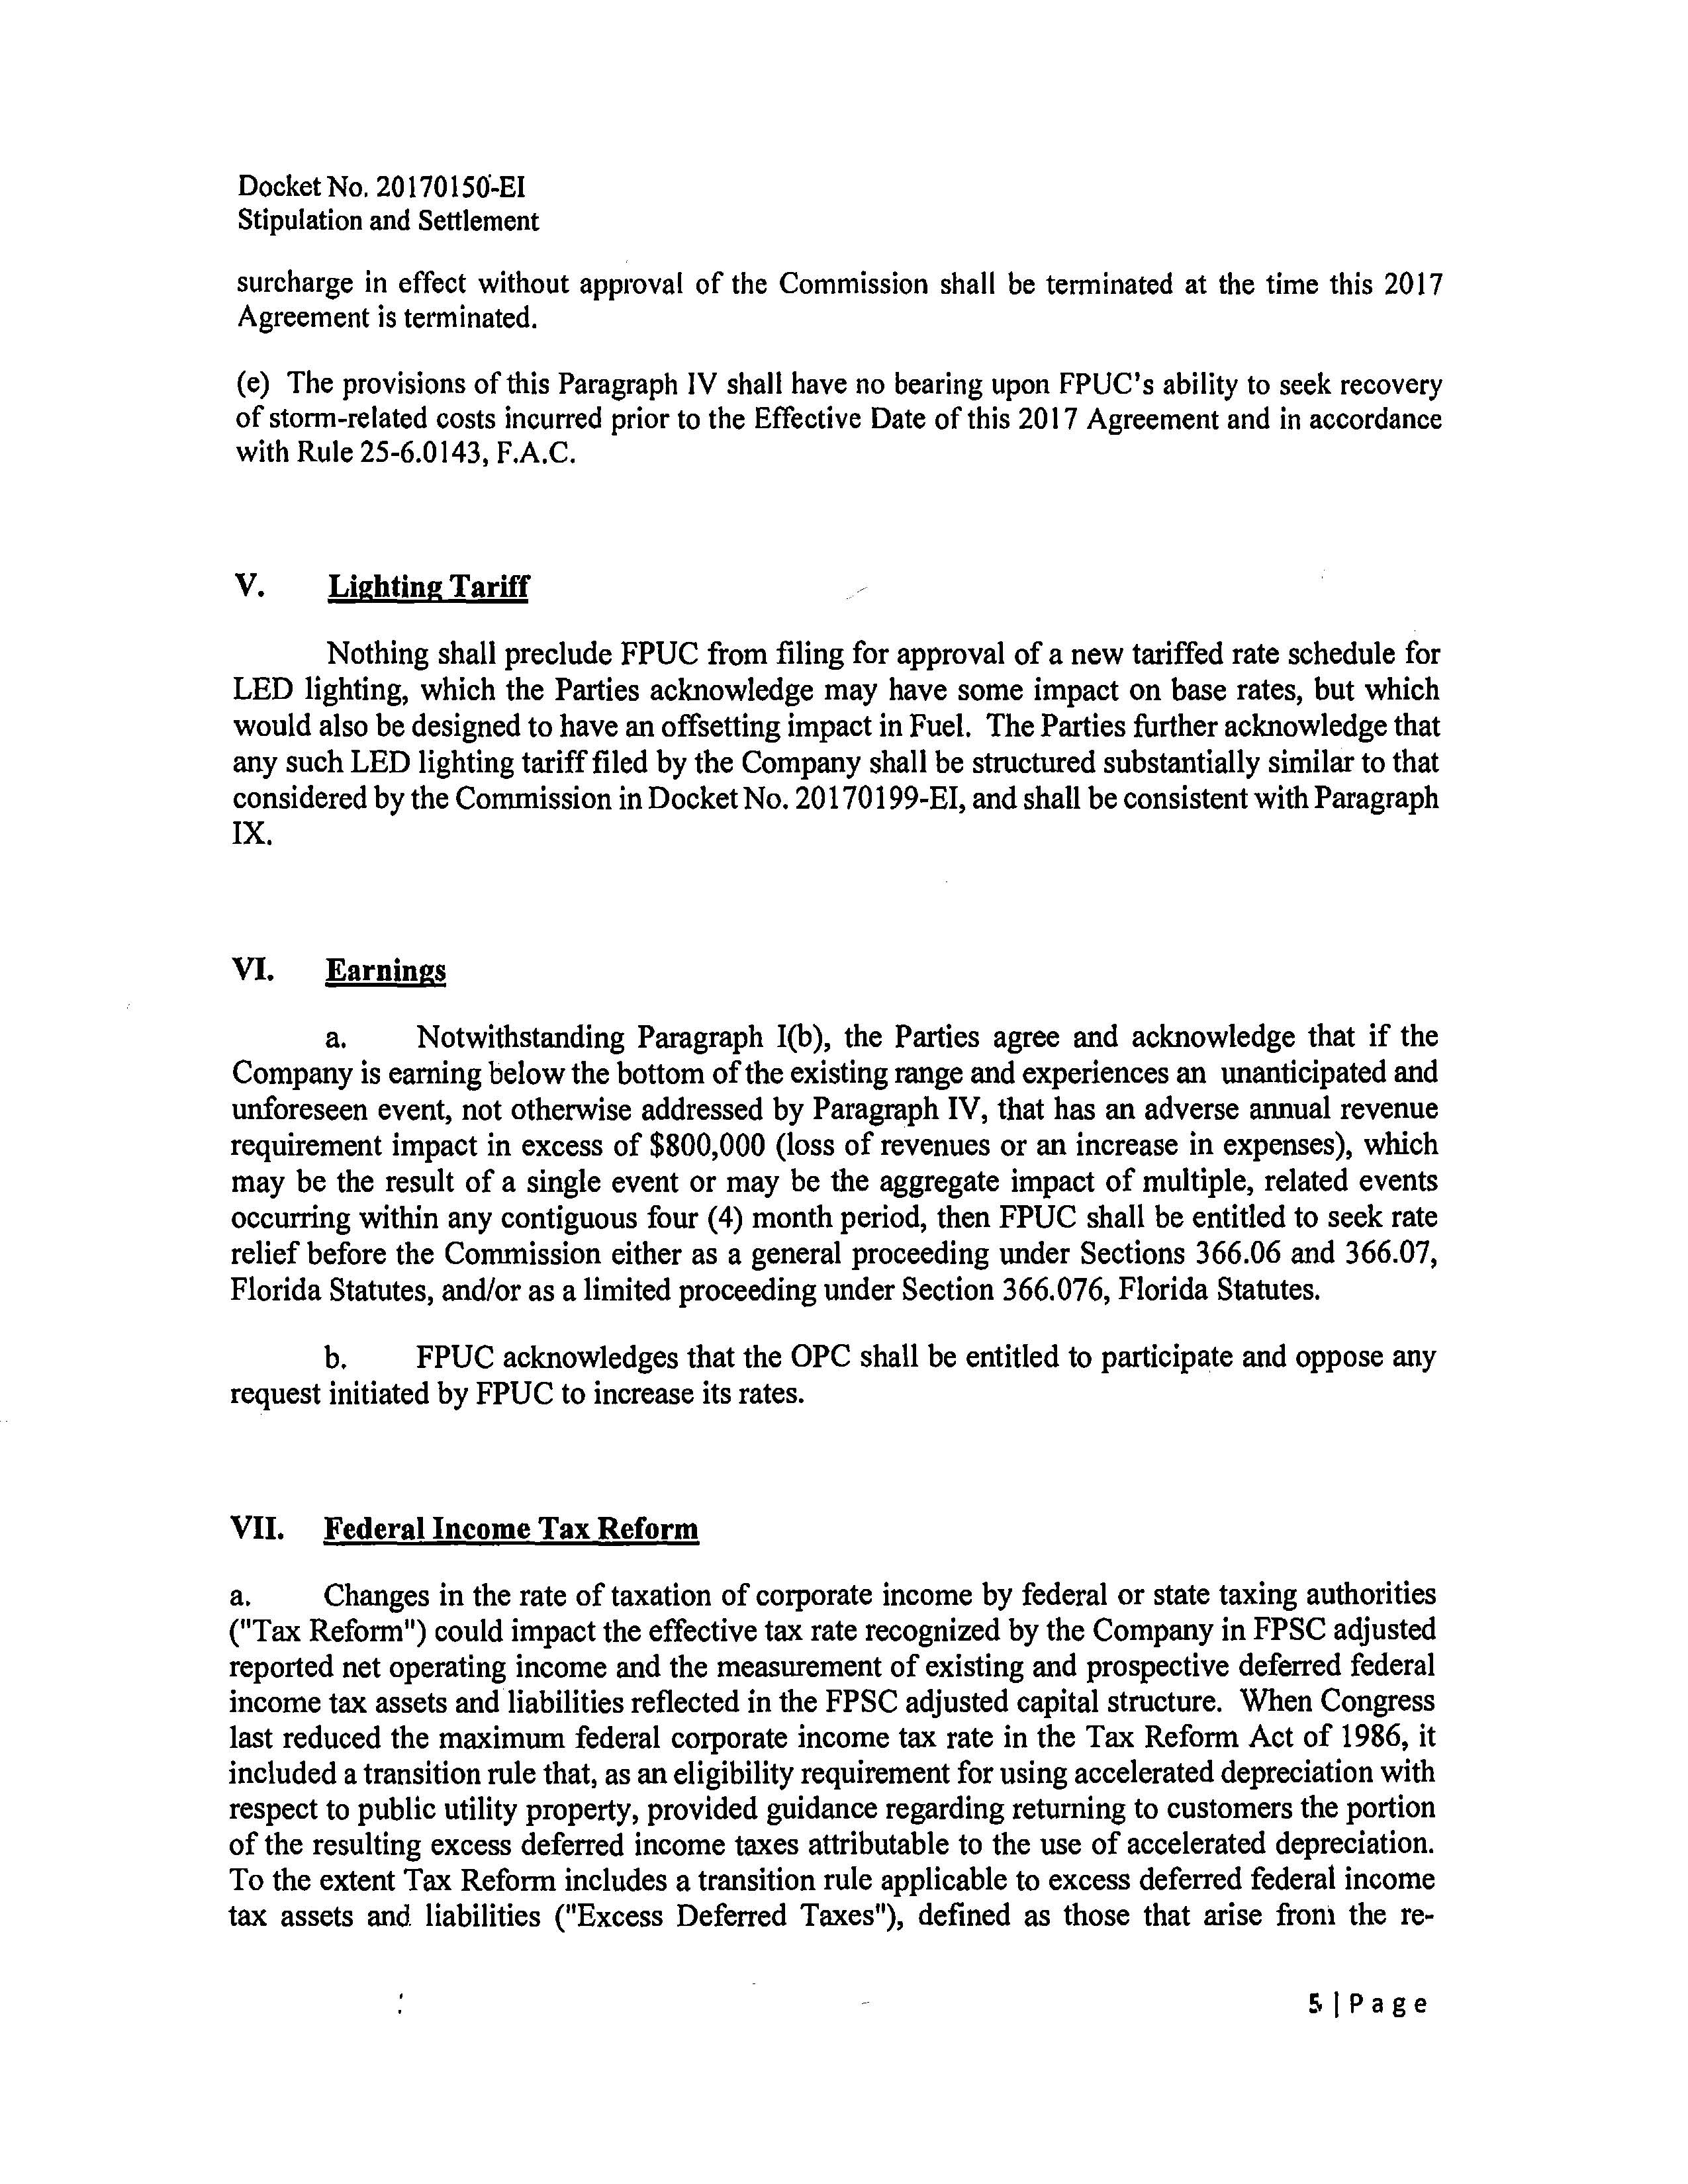 Docket No. 20170150-EI
Stipulation and Settlement
surcharge in effect without approval of the Commission shall be terminated at the time this 2017
Agreement is terminated.
(e) The provisions of this Paragraph IV shall have no bearing upon FPUC's ability to seek recovery
of storm-related costs incurred prior to the Effective Date of this 2017 Agreement and in accordance
with Rule 25-6.0143, F.A.C.
V. Lighting Tariff
Nothing shall preclude FPUC from filing for approval of a new tariffed rate schedule for
LED lighting, which the Parties acknowledge may have some impact on base rates, but which
would also be designed to have an offsetting impact in Fuel. The Parties further acknowledge that
any such LED lighting tariff filed by the Company shall be structured substantially similar to that
considered by the Commission in Docket No. 20170199-EI, and shall be consistent with Paragraph
IX.
VI. Earnings
a. Notwithstanding Paragraph I(b), the Parties agree and acknowledge that if the
Company is earning below the bottom of the existing range and experiences an unanticipated and
unforeseen event, not otherwise addressed by Paragraph IV, that has an adverse annual revenue
requirement impact in excess of $800,000 (loss of revenues or an increase in expenses), which
may be the result of a single event or may be the aggregate impact of multiple, related events
occurring within any contiguous four (4) month period, then FPUC shall be entitled to seek rate
relief before the Commission either as a general proceeding under Sections 366.06 and 366.07,
Florida Statutes, and/or as a limited proceeding under Section 366.076, Florida Statutes.
b. FPUC acknowledges that the OPC shall be entitled to participate and oppose any
request initiated by FPUC to increase its rates.
VII. Federal Income Tax Reform
a. Changes in the rate of taxation of corporate income by federal or state taxing authorities
("Tax Reform") could impact the effective tax rate recognized by the Company in FPSC adjusted
reported net operating income and the measurement of existing and prospective deferred federal
income tax assets and liabilities reflected in the FPSC adjusted capital structure. When Congress
last reduced the maximum federal corporate income tax rate in the Tax Reform Act of 1986, it
included a transition rule that, as an eligibility requirement for using accelerated depreciation with
respect to public utility property, provided guidance regarding returning to customers the portion
of the resulting excess deferred income taxes attributable to the use of accelerated depreciation.
To the extent Tax Reform includes a transition rule applicable to excess deferred federal income
tax assets and liabilities ("Excess Deferred Taxes"), defined as those that arise from the re-
5 | Page